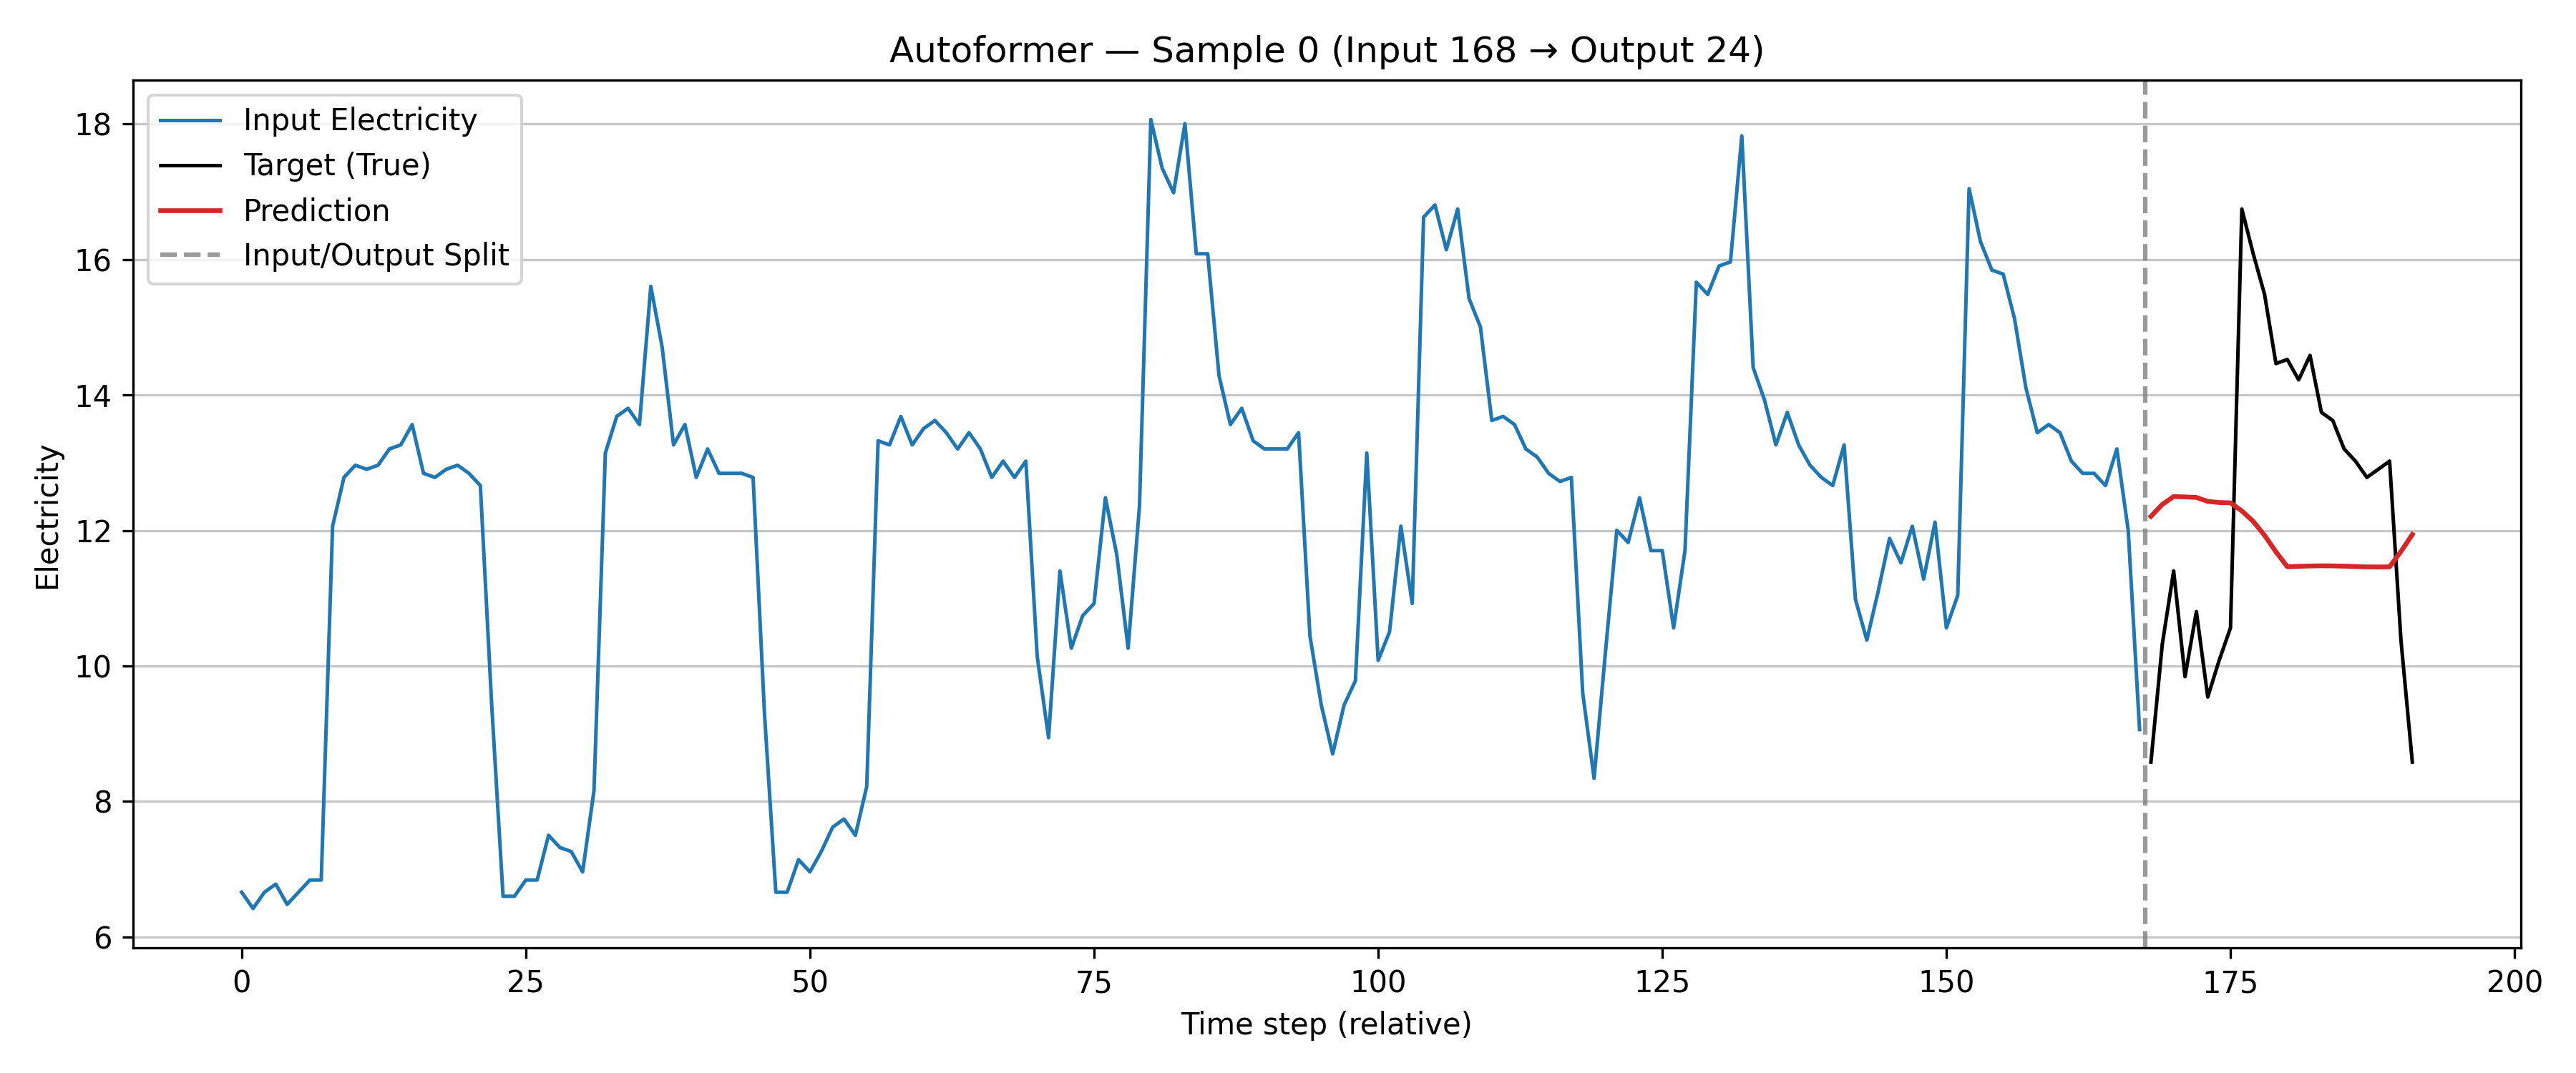 Autoformer — Sample 0 (Input 168 → Output 24)
Input Electricity
Target (True)
Prediction
Input/Output Split
Electricity
18
16
14
12
10
8
6
0 25 50 75 100 125 150 175 200
Time step (relative)